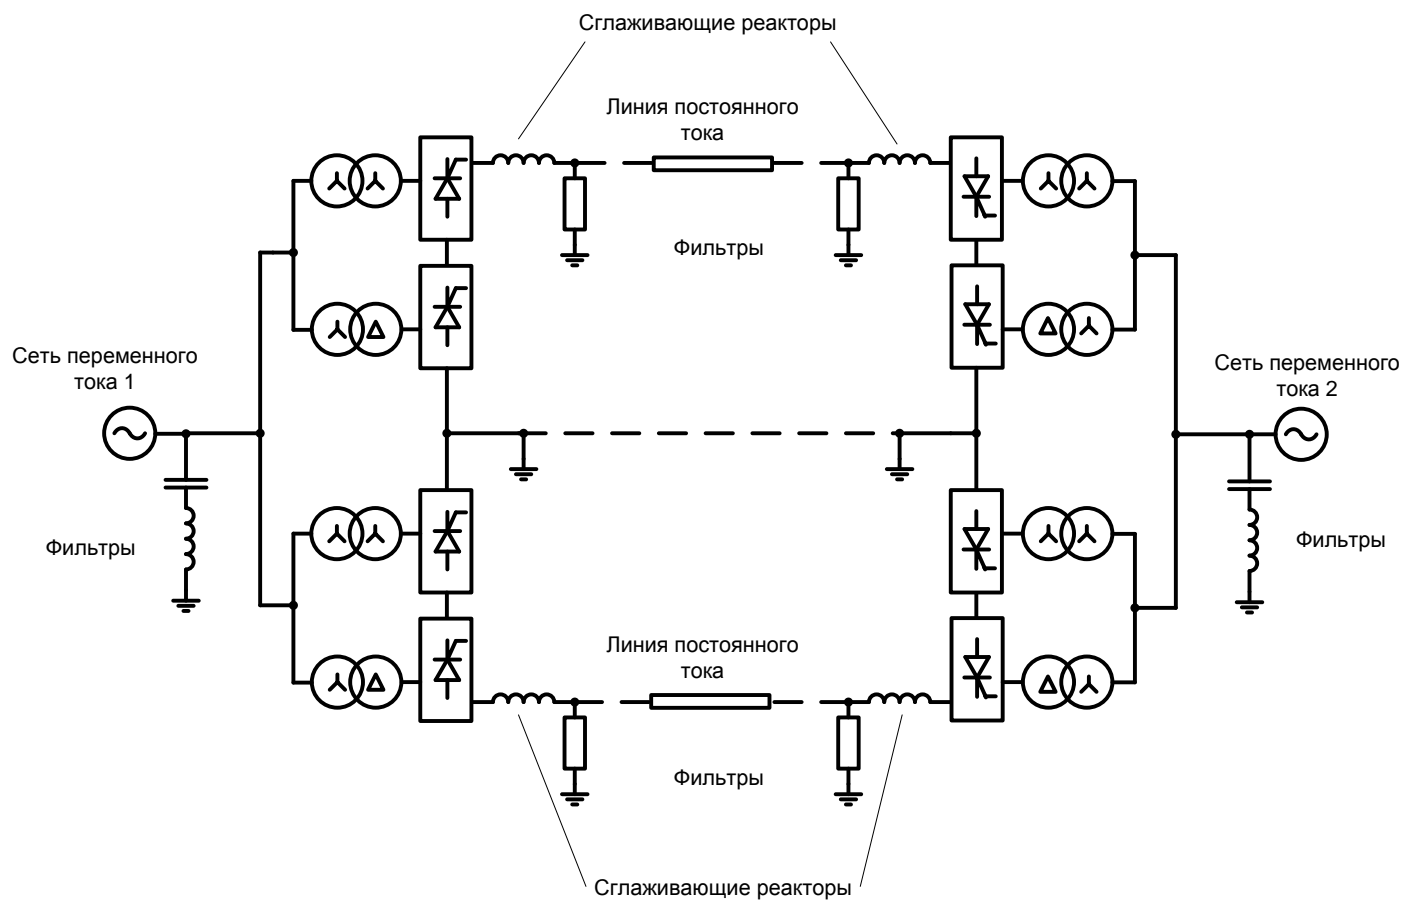 Сглаживающие реакторы
Линия постоянного
тока
Фильтры
Сеть переменного
тока 1
Сеть переменного
тока 2
Фильтры
Фильтры
Линия постоянного
тока
Фильтры
Сглаживающие реакторы